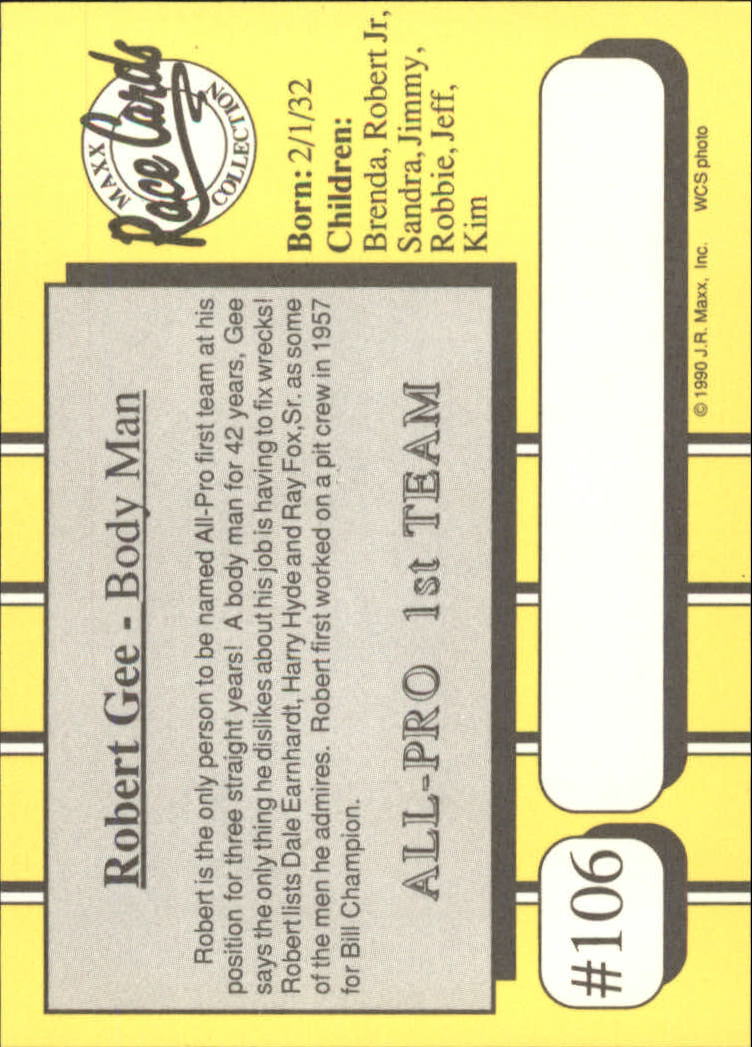 Robert Gee - Body Man
Robert is the only person to be named All-Pro first team at his
position for three straight years!  A body man for 42 years, Gee
says the only thing he dislikes about his job is having to fix wrecks!
Robert lists Dale Earnhardt, Harry Hyde and Ray Fox,Sr. as some
of the men he admires.  Robert first worked on a pit crew in 1957
for Bill Champion.
ALL-PRO 1st TEAM
MAXX
Race Cards
COLLECTION
Born: 2/1/32
Children:
Brenda, Robert Jr,
Sandra, Jimmy,
Robbie, Jeff,
Kim
#106
© 1990 J.R. Maxx, Inc.    WCS photo